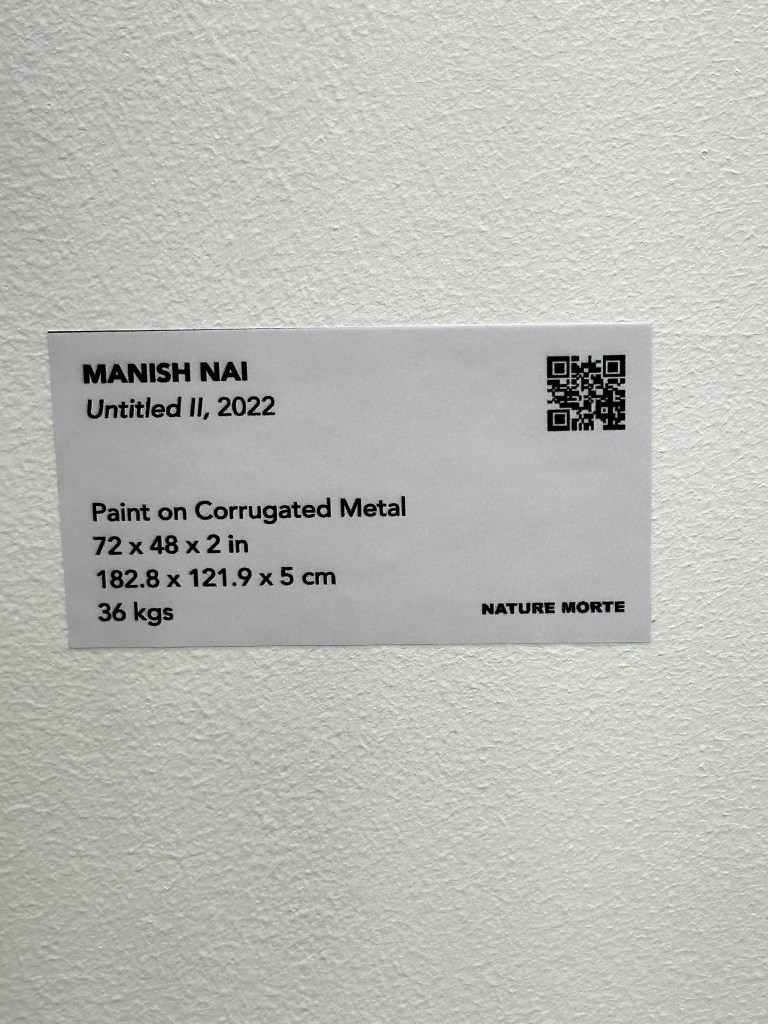 MANISH NAI
Untitled II, 2022
Paint on Corrugated Metal
72 x 48 x 2 in
182.8 x 121.9 x 5 cm
36 kgs
NATURE MORTE